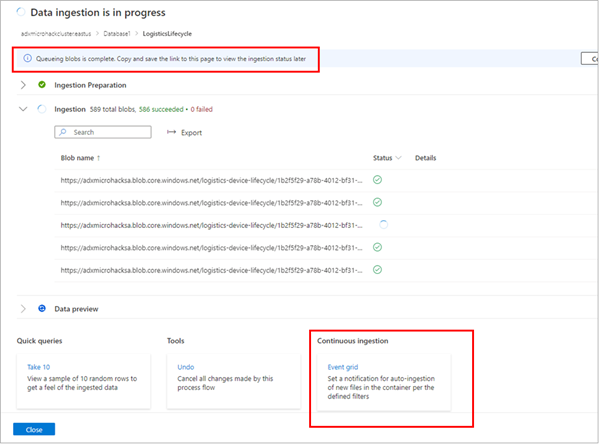 Data ingestion is in progress
adxmicrohackclustereastus > Database1 > LogisticsLifecycle
Queueing blobs is complete. Copy and save the link to this page to view the ingestion status later
Ingestion Preparation
Ingestion 589 total blobs, 586 succeeded • 0 failed
Search
Export
Blob name ↑ Status Details
https://adxmicrohacksa.blob.core.windows.net/logistics-device-lifecycle/1b2f5f29-a78b-4012-bf31-...
https://adxmicrohacksa.blob.core.windows.net/logistics-device-lifecycle/1b2f5f29-a78b-4012-bf31-...
https://adxmicrohacksa.blob.core.windows.net/logistics-device-lifecycle/1b2f5f29-a78b-4012-bf31-...
https://adxmicrohacksa.blob.core.windows.net/logistics-device-lifecycle/1b2f5f29-a78b-4012-bf31-...
https://adxmicrohacksa.blob.core.windows.net/logistics-device-lifecycle/1b2f5f29-a78b-4012-bf31-...
Data preview
Quick queries
Take 10
View a sample of 10 random rows to
get a feel of the ingested data
Tools
Undo
Cancel all changes made by this
process flow
Continuous ingestion
Event grid
Set a notification for auto-ingestion
of new files in the container per the
defined filters
Close